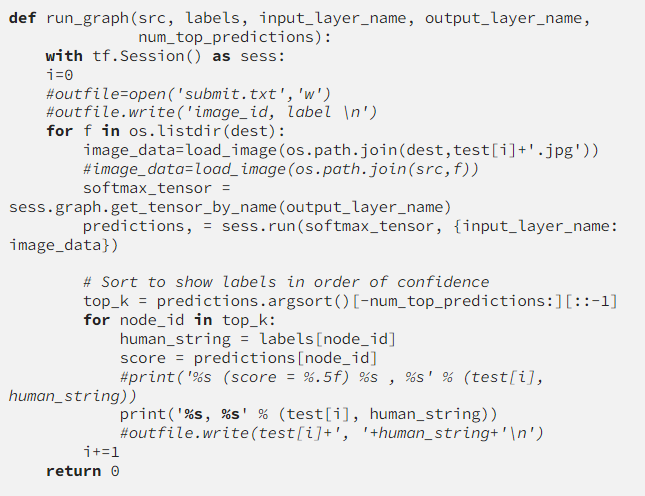 def run_graph(src, labels, input_layer_name, output_layer_name,
              num_top_predictions):
    with tf.Session() as sess:
    i=0
    #outfile=open('submit.txt','w')
    #outfile.write('image_id, label \n')
    for f in os.listdir(dest):
        image_data=load_image(os.path.join(dest,test[i]+'.jpg'))
        #image_data=load_image(os.path.join(src,f))
        softmax_tensor =
sess.graph.get_tensor_by_name(output_layer_name)
        predictions, = sess.run(softmax_tensor, {input_layer_name:
image_data})

        # Sort to show labels in order of confidence
        top_k = predictions.argsort()[-num_top_predictions:][::-1]
        for node_id in top_k:
            human_string = labels[node_id]
            score = predictions[node_id]
            #print('%s (score = %.5f) %s , %s' % (test[i],
human_string))
            print('%s, %s' % (test[i], human_string))
            #outfile.write(test[i]+', '+human_string+'\n')
        i+=1
    return 0